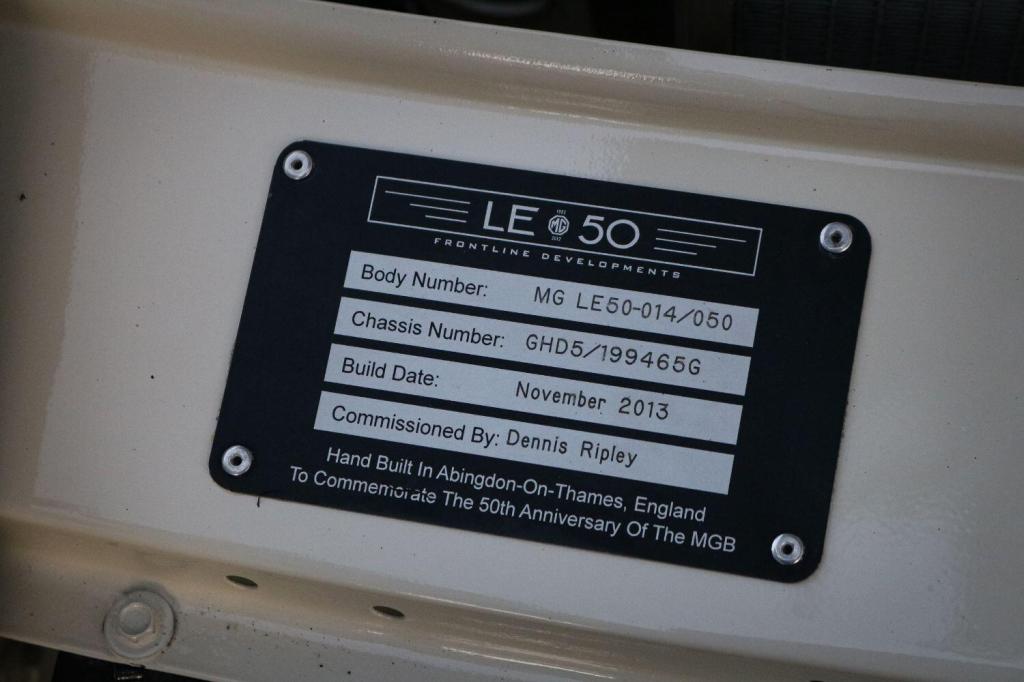 LE MG 50
FRONTLINE DEVELOPMENTS
Body Number: MG LE50-014/050
Chassis Number: GHD5/199465G
Build Date: November 2013
Commissioned By: Dennis Ripley
Hand Built In Abingdon-On-Thames, England
To Commemorate The 50th Anniversary Of The MGB